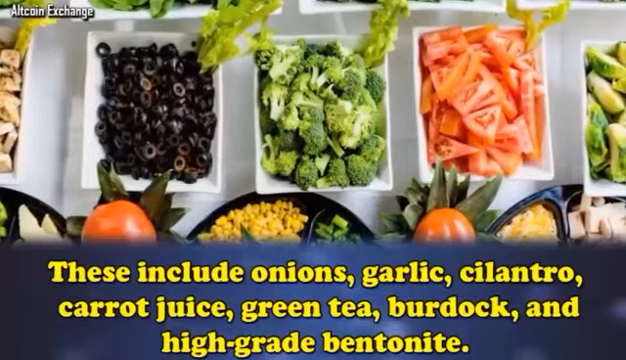 Altcoin Exchange
These include onions, garlic, cilantro,
carrot juice, green tea, burdock, and
high-grade bentonite.